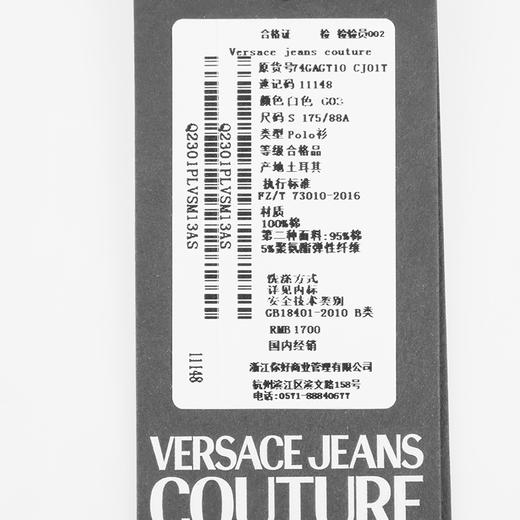 合格证 检 检验员002
Versace jeans couture
原货号74GAGT10 CJ01T
速记码11148
颜色白色 G03
尺码S 175/88A
类型Polo衫
等级合格品
产地土耳其
执行标准
FZ/T 73010-2016
材质
100%棉
第二种面料:95%棉
5%聚氨酯弹性纤维
洗涤方式
详见内标
安全技术类别
GB18401-2010 B类
RMB 1700
国内经销
浙江你好商业管理有限公司
杭州滨江区滨文路158号
电话:0571-88840677
Q2301PLVSM13AS
Q2301PLVSM13AS
11148
VERSACE JEANS
COUTURE